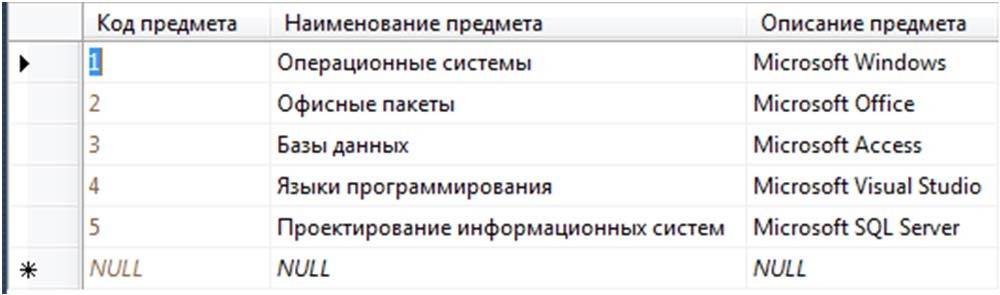 Код предмета Наименование предмета Описание предмета
1 Операционные системы Microsoft Windows
2 Офисные пакеты Microsoft Office
3 Базы данных Microsoft Access
4 Языки программирования Microsoft Visual Studio
5 Проектирование информационных систем Microsoft SQL Server
NULL NULL NULL